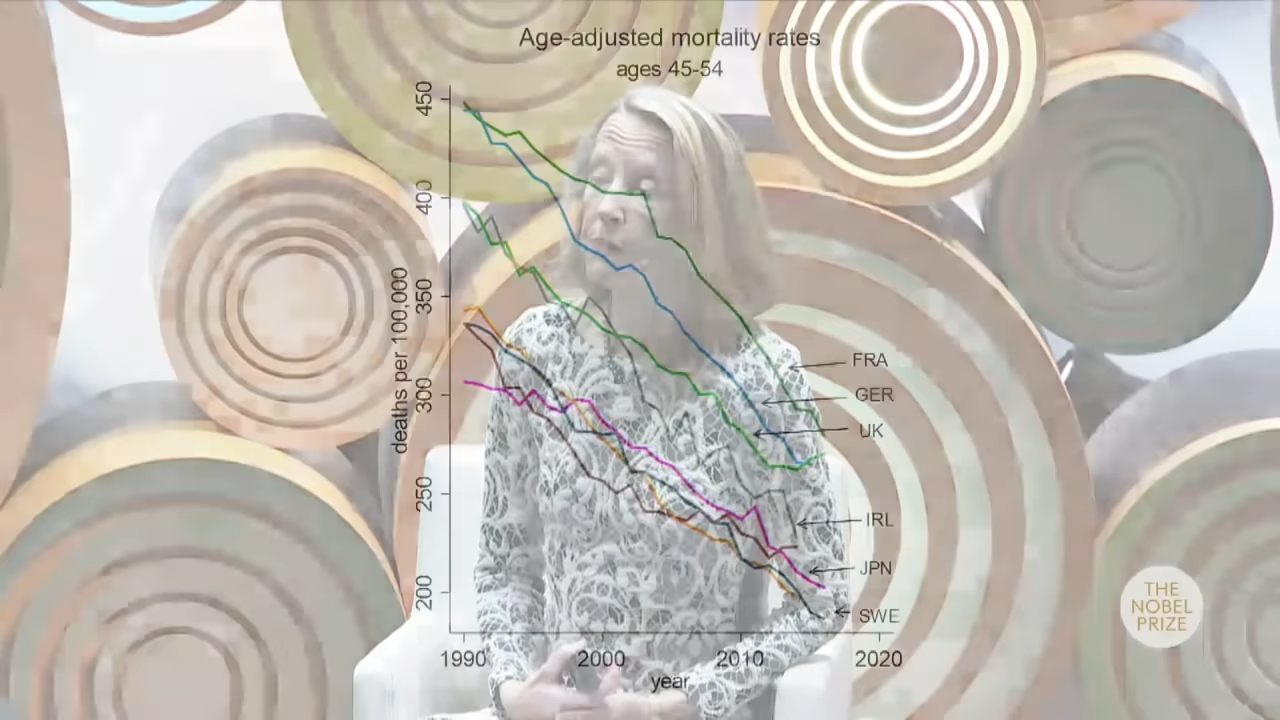 Age-adjusted mortality rates
ages 45-54
deaths per 100,000
450
400
350
300
250
200
FRA
GER
UK
IRL
JPN
SWE
1990
2000
2010
2020
year
THE
NOBEL
PRIZE